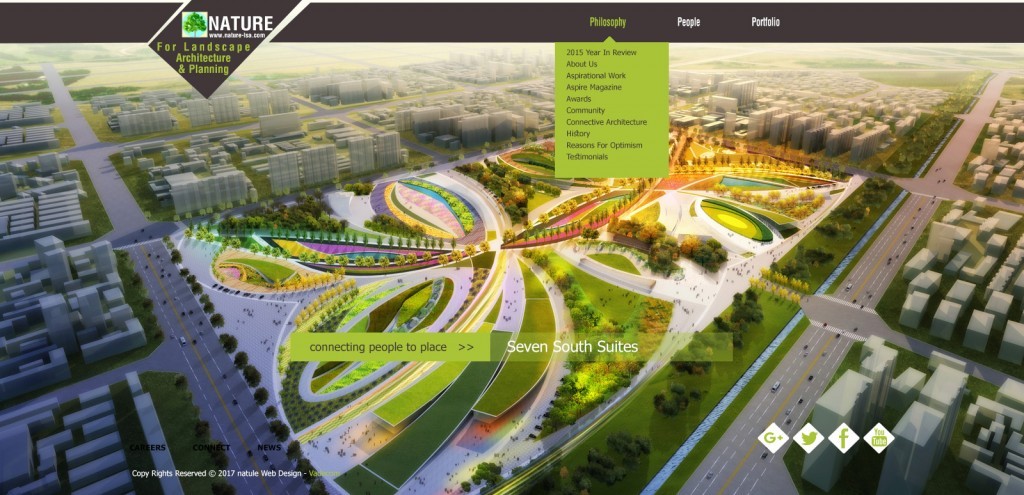 NATURE
www.nature-lsa.com
For Landscape
Architecture
& Planning
Philosophy
People
Portfolio
2015 Year In Review
About Us
Aspirational Work
Aspire Magazine
Awards
Community
Connective Architecture
History
Reasons For Optimism
Testimonials
connecting people to place >>
Seven South Suites
CAREERS
CONNECT
NEWS
G+
f
You
Tube
Copy Rights Reserved © 2017 natule Web Design -